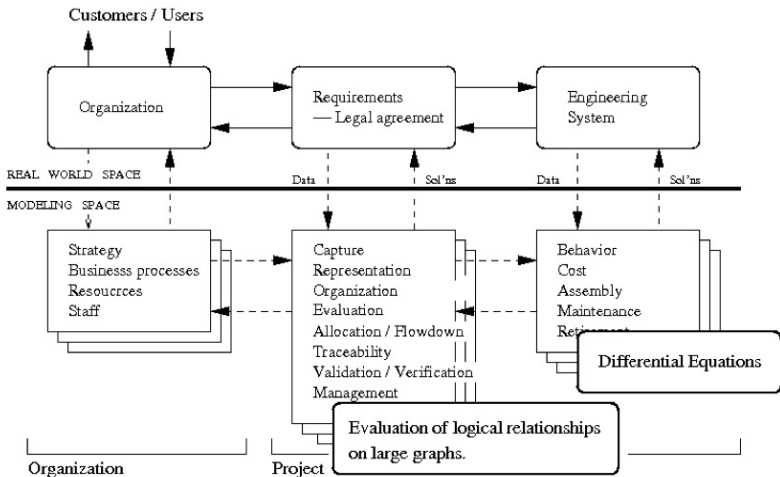 Customers / Users
Organization
Requirements
— Legal agreement
Engineering
System
REAL WORLD SPACE
Data
Sol'ns
Data
Sol'ns
MODELING SPACE
Strategy
Businesss processes
Resoucrces
Staff
Capture
Representation
Organization
Evaluation
Allocation / Flowdown
Traceability
Validation / Verification
Management
Behavior
Cost
Assembly
Maintenance
Retirement
Differential Equations
Evaluation of logical relationships
on large graphs.
Organization
Project